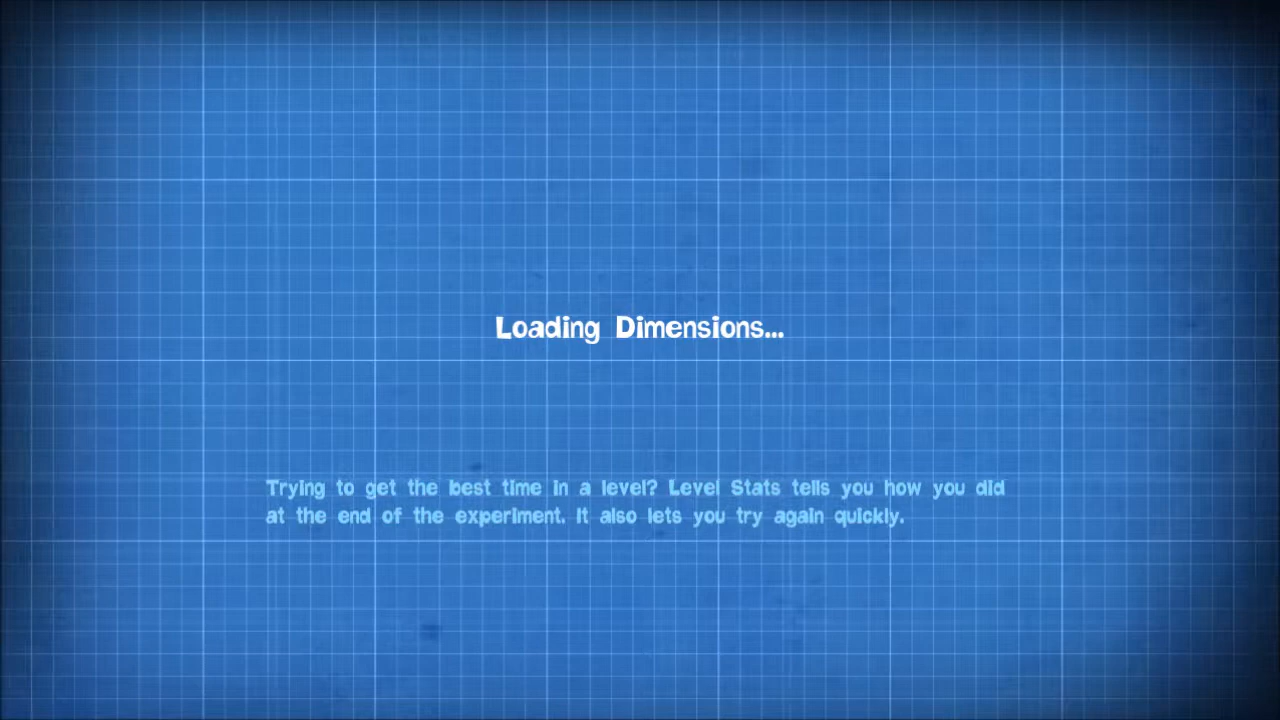 Loading Dimensions...
Trying to get the best time in a level? Level Stats tells you how you did
at the end of the experiment. It also lets you try again quickly.